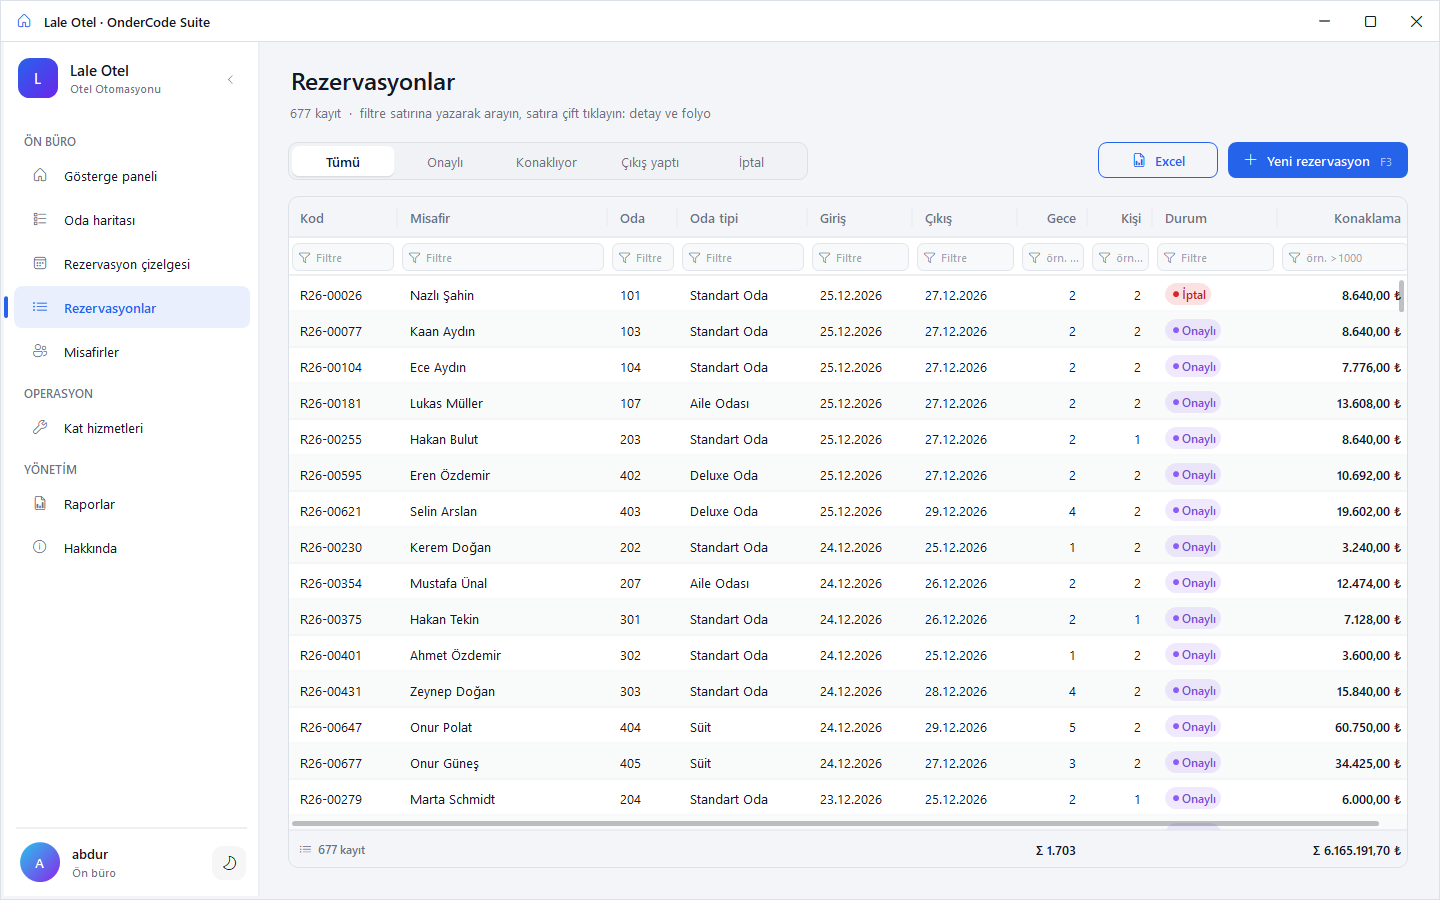 Lale Otel · OnderCode Suite
L
Lale Otel
Otel Otomasyonu
ÖN BÜRO
Gösterge paneli
Oda haritası
Rezervasyon çizelgesi
Rezervasyonlar
Misafirler
OPERASYON
Kat hizmetleri
YÖNETİM
Raporlar
Hakkında
A
abdur
Ön büro
Rezervasyonlar
677 kayıt · filtre satırına yazarak arayın, satıra çift tıklayın: detay ve folyo
Tümü Onaylı Konaklıyor Çıkış yaptı İptal Excel Yeni rezervasyon F3
Kod Misafir Oda Oda tipi Giriş Çıkış Gece Kişi Durum Konaklama
Filtre Filtre Filtre Filtre Filtre Filtre örn. ... örn... Filtre örn. >1000
R26-00026 Nazlı Şahin 101 Standart Oda 25.12.2026 27.12.2026 2 2 İptal 8.640,00 ₺
R26-00077 Kaan Aydın 103 Standart Oda 25.12.2026 27.12.2026 2 2 Onaylı 8.640,00 ₺
R26-00104 Ece Aydın 104 Standart Oda 25.12.2026 27.12.2026 2 2 Onaylı 7.776,00 ₺
R26-00181 Lukas Müller 107 Aile Odası 25.12.2026 27.12.2026 2 2 Onaylı 13.608,00 ₺
R26-00255 Hakan Bulut 203 Standart Oda 25.12.2026 27.12.2026 2 1 Onaylı 8.640,00 ₺
R26-00595 Eren Özdemir 402 Deluxe Oda 25.12.2026 27.12.2026 2 2 Onaylı 10.692,00 ₺
R26-00621 Selin Arslan 403 Deluxe Oda 25.12.2026 29.12.2026 4 2 Onaylı 19.602,00 ₺
R26-00230 Kerem Doğan 202 Standart Oda 24.12.2026 25.12.2026 1 2 Onaylı 3.240,00 ₺
R26-00354 Mustafa Ünal 207 Aile Odası 24.12.2026 26.12.2026 2 2 Onaylı 12.474,00 ₺
R26-00375 Hakan Tekin 301 Standart Oda 24.12.2026 26.12.2026 2 1 Onaylı 7.128,00 ₺
R26-00401 Ahmet Özdemir 302 Standart Oda 24.12.2026 25.12.2026 1 2 Onaylı 3.600,00 ₺
R26-00431 Zeynep Doğan 303 Standart Oda 24.12.2026 28.12.2026 4 2 Onaylı 15.840,00 ₺
R26-00647 Onur Polat 404 Süit 24.12.2026 29.12.2026 5 2 Onaylı 60.750,00 ₺
R26-00677 Onur Güneş 405 Süit 24.12.2026 27.12.2026 3 2 Onaylı 34.425,00 ₺
R26-00279 Marta Schmidt 204 Standart Oda 23.12.2026 25.12.2026 2 1 Onaylı 6.000,00 ₺
677 kayıt Σ 1.703 Σ 6.165.191,70 ₺